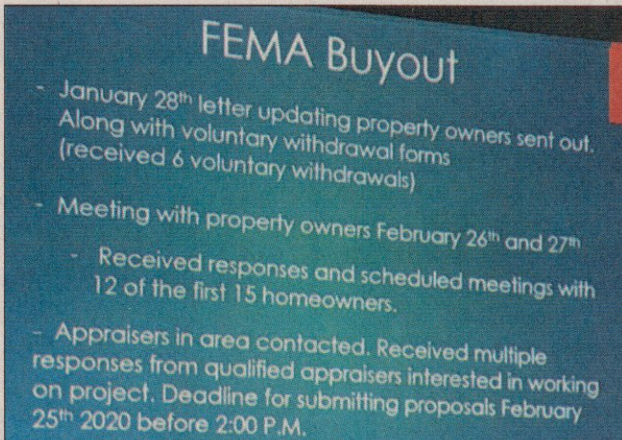 FEMA Buyout
- January 28th letter updating property owners sent out.
Along with voluntary withdrawal forms
(received 6 voluntary withdrawals)
- Meeting with property owners February 26th and 27th
- Received responses and scheduled meetings with
12 of the first 15 homeowners.
- Appraisers in area contacted. Received multiple
responses from qualified appraisers interested in working
on project. Deadline for submitting proposals February
25th 2020 before 2:00 P.M.